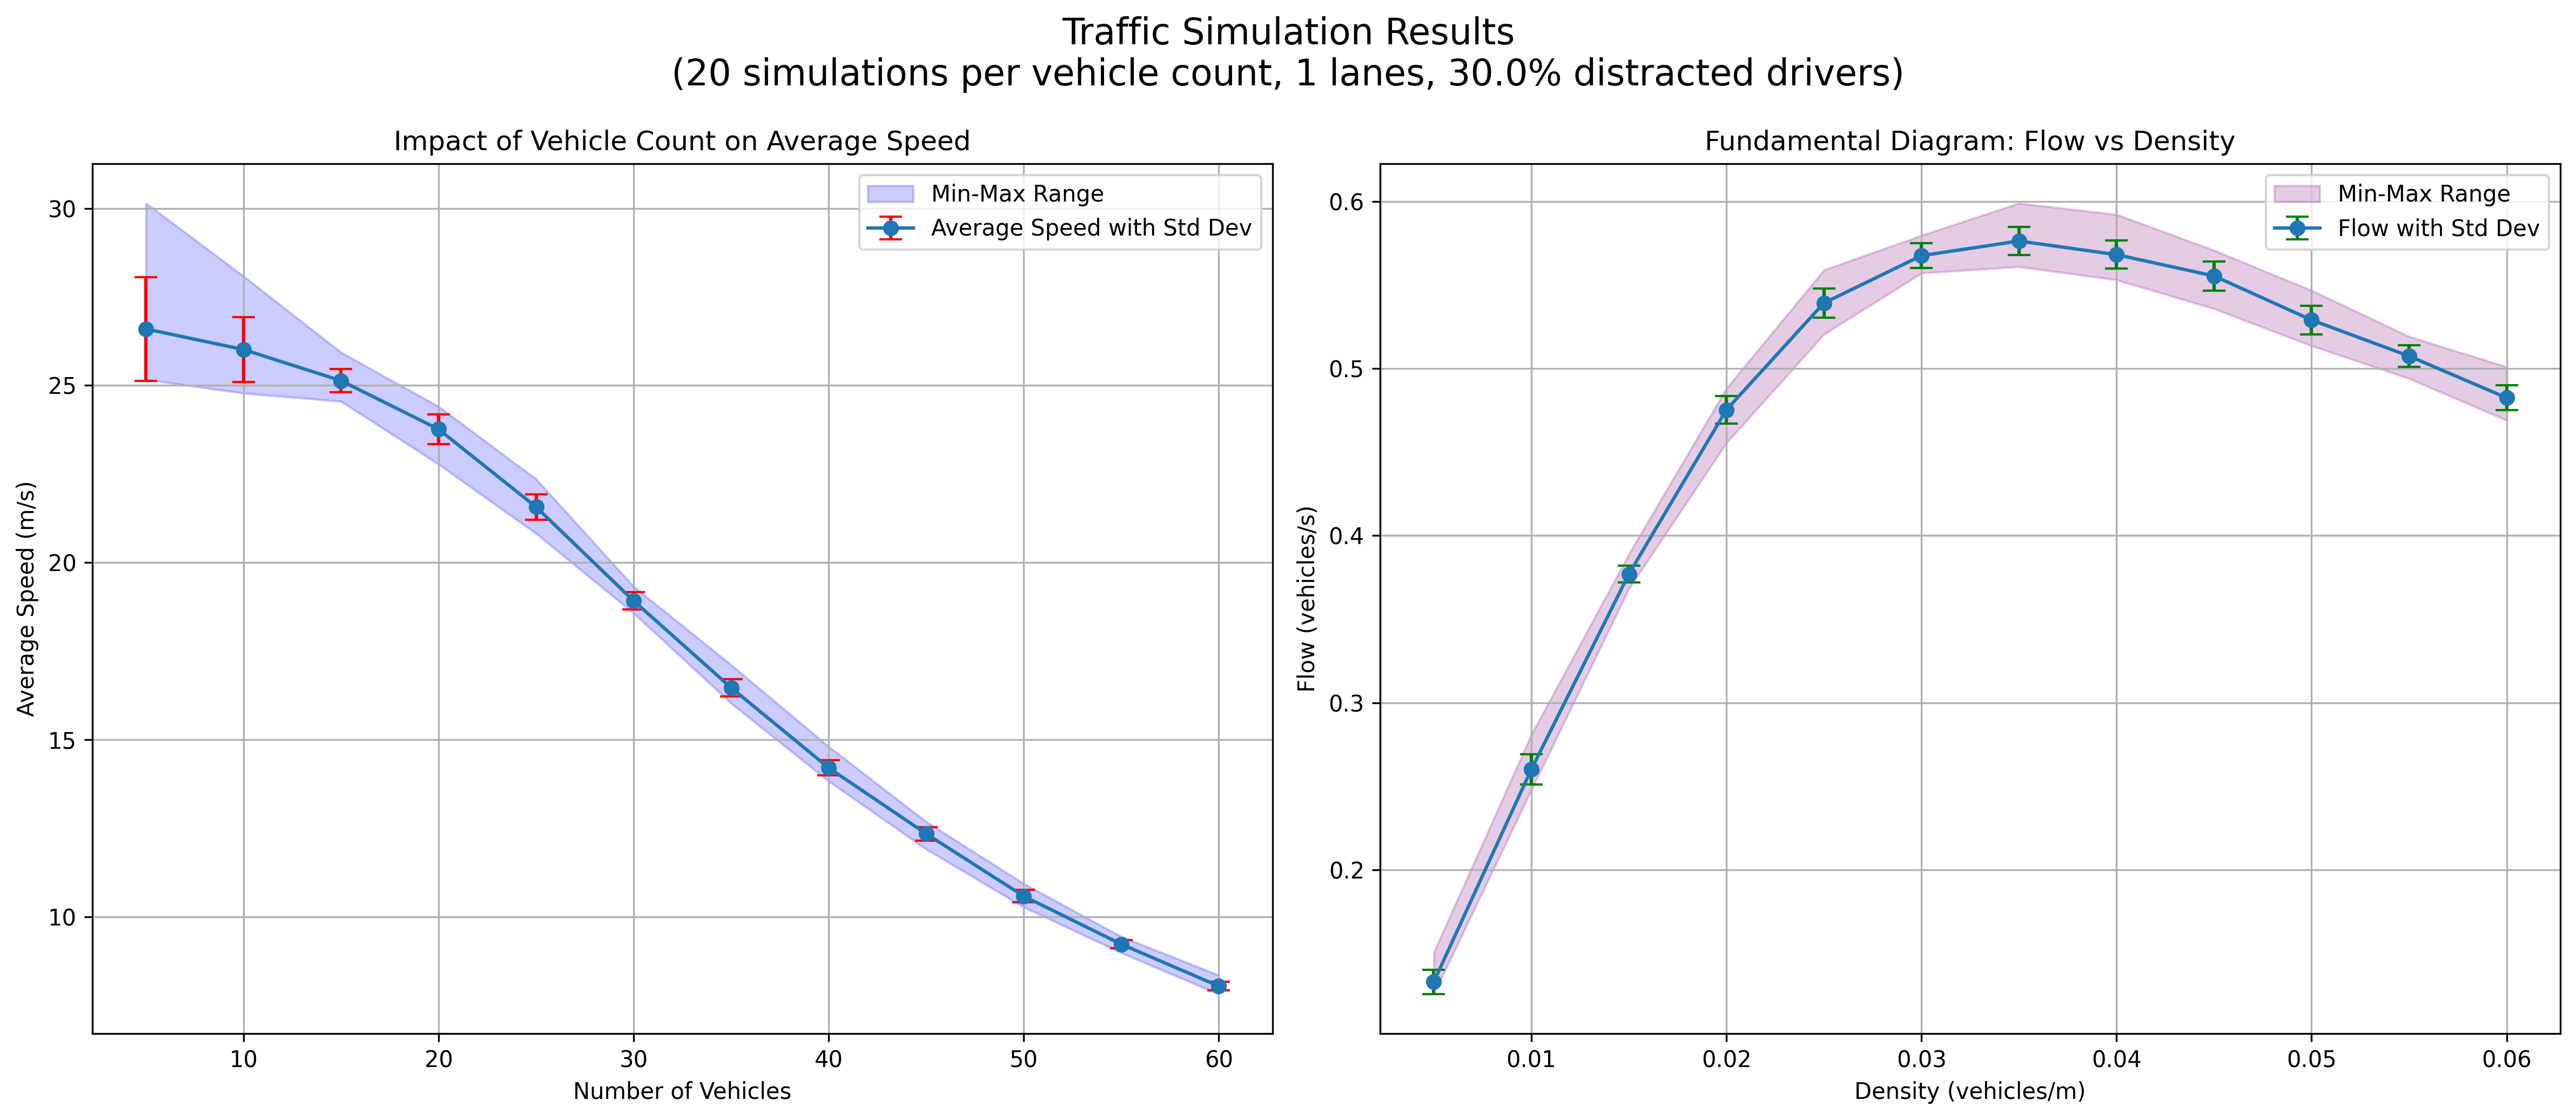 Traffic Simulation Results
(20 simulations per vehicle count, 1 lanes, 30.0% distracted drivers)
Impact of Vehicle Count on Average Speed
Min-Max Range
Average Speed with Std Dev
30
25
20
15
10
Average Speed (m/s)
10
20
30
40
50
60
Number of Vehicles
Fundamental Diagram: Flow vs Density
Min-Max Range
Flow with Std Dev
0.6
0.5
0.4
0.3
0.2
Flow (vehicles/s)
0.01
0.02
0.03
0.04
0.05
0.06
Density (vehicles/m)